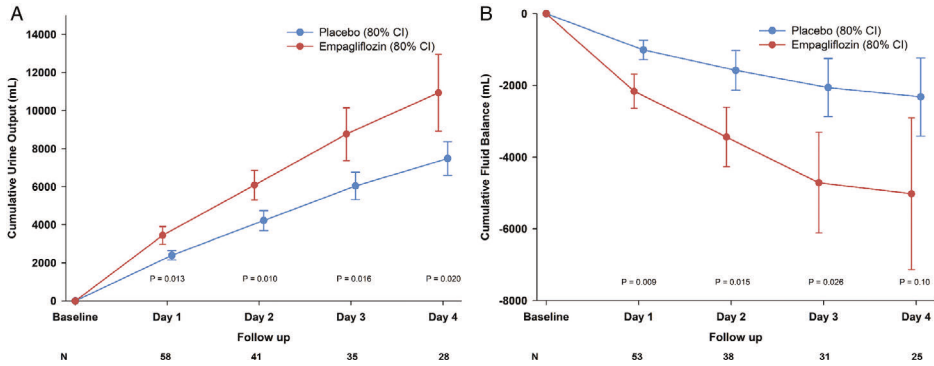 A
Placebo (80% CI)
Empagliflozin (80% CI)
Cumulative Urine Output (mL)
14000
12000
10000
8000
6000
4000
2000
0
P = 0.013 P = 0.010 P = 0.016 P = 0.020
Baseline Day 1 Day 2 Day 3 Day 4
Follow up
N 58 41 35 28
B
Placebo (80% CI)
Empagliflozin (80% CI)
Cumulative Fluid Balance (mL)
-0
-2000
-4000
-6000
-8000
P = 0.009 P = 0.015 P = 0.026 P = 0.10
Baseline Day 1 Day 2 Day 3 Day 4
Follow up
N 53 38 31 25